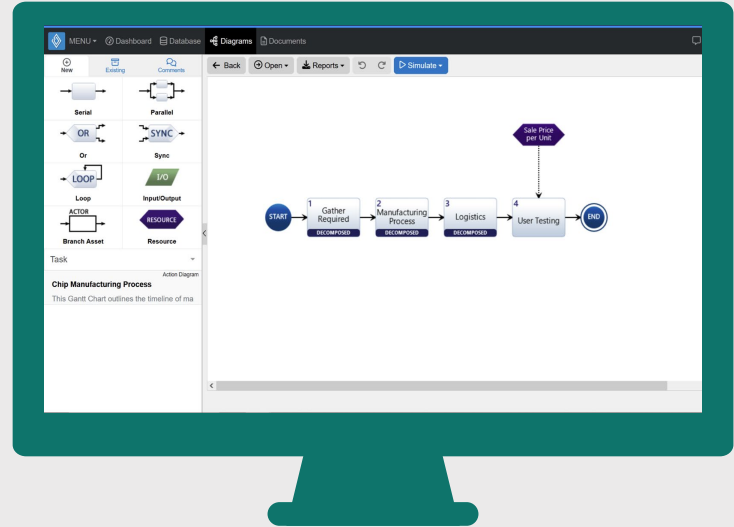 MENU Dashboard Database Diagrams Documents
New Existing Comments
Back Open Reports Simulate
Serial Parallel
OR SYNC
Or Sync
LOOP I/O
Loop Input/Output
ACTOR RESOURCE
Branch Asset Resource
Task
Action Diagram
Chip Manufacturing Process
This Gantt Chart outlines the timeline of ma
Sale Price
per Unit
START
1
Gather
Required
DECOMPOSED
2
Manufacturing
Process
DECOMPOSED
3
Logistics
DECOMPOSED
4
User Testing
END